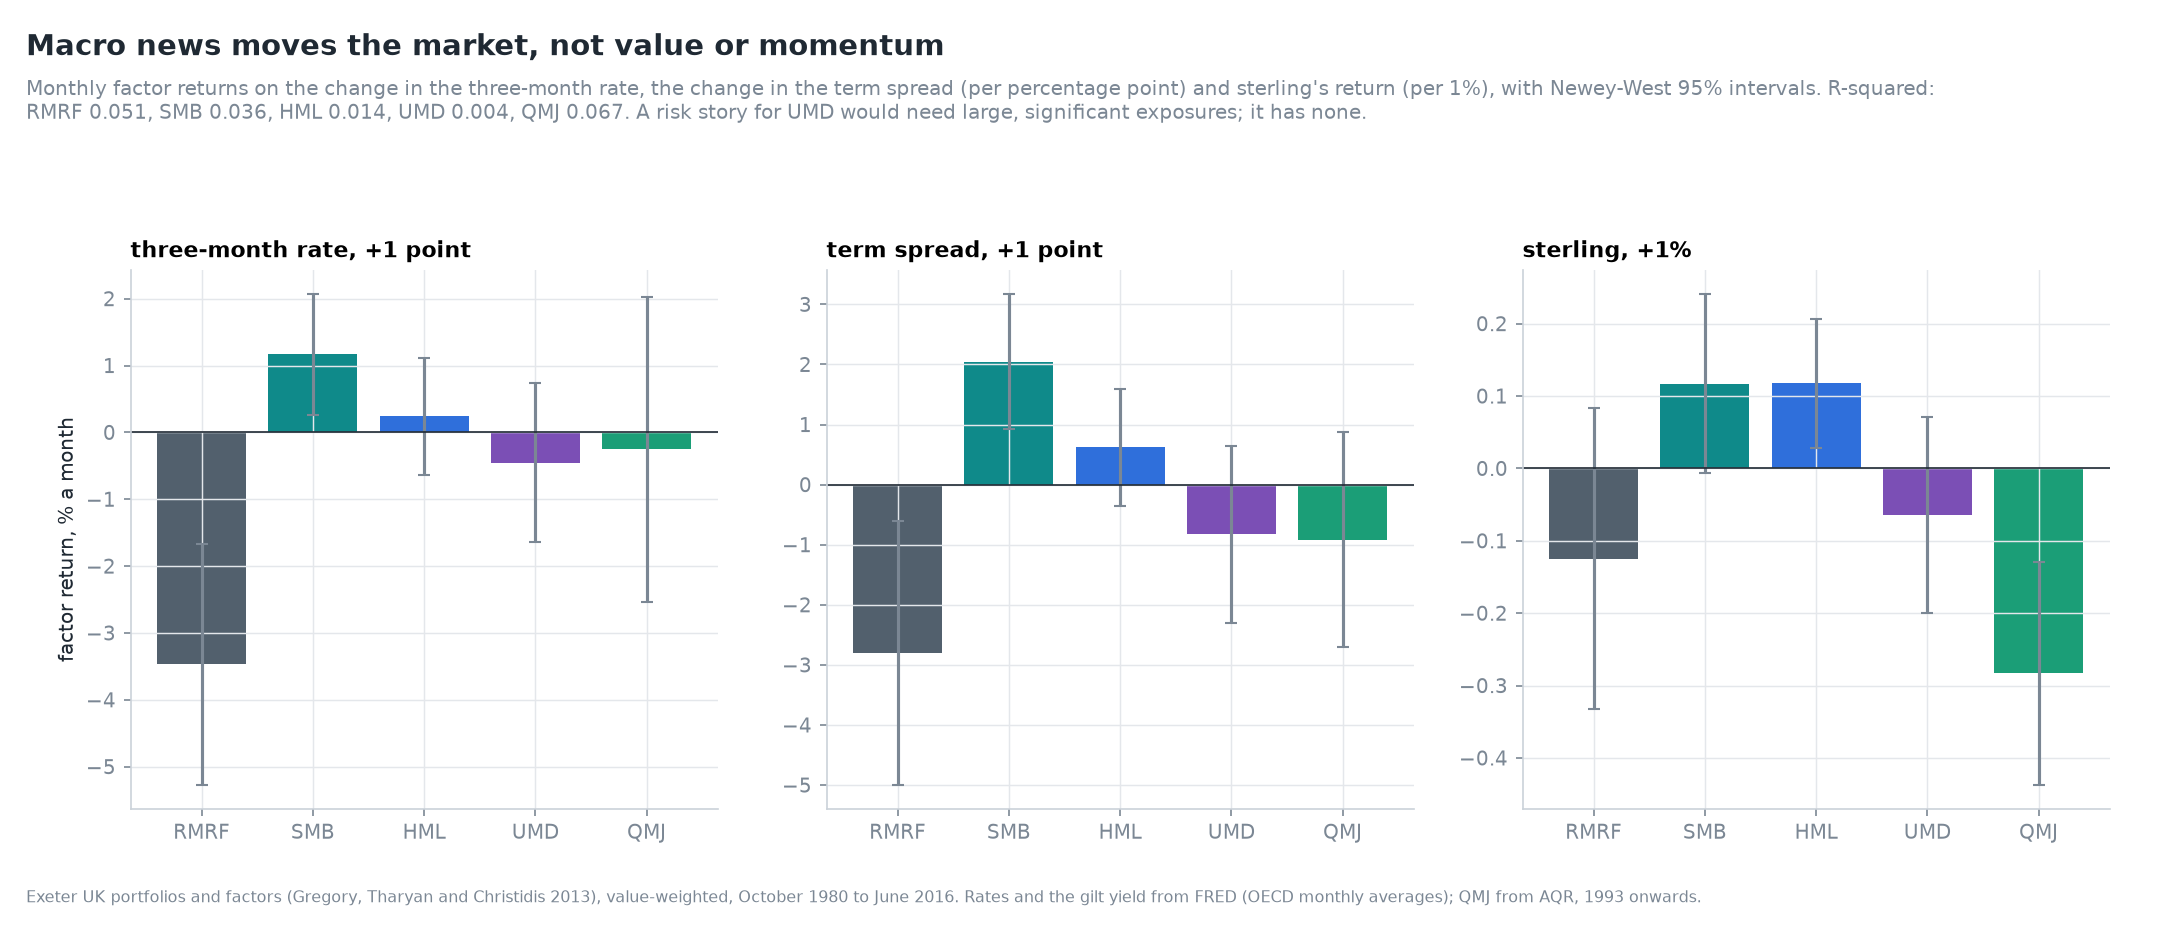 Macro news moves the market, not value or momentum
Monthly factor returns on the change in the three-month rate, the change in the term spread (per percentage point) and sterling's return (per 1%), with Newey-West 95% intervals. R-squared:
RMRF 0.051, SMB 0.036, HML 0.014, UMD 0.004, QMJ 0.067. A risk story for UMD would need large, significant exposures; it has none.
three-month rate, +1 point
factor return, % a month
2
1
0
−1
−2
−3
−4
−5
RMRF SMB HML UMD QMJ
term spread, +1 point
3
2
1
0
−1
−2
−3
−4
−5
RMRF SMB HML UMD QMJ
sterling, +1%
0.2
0.1
0.0
−0.1
−0.2
−0.3
−0.4
RMRF SMB HML UMD QMJ
Exeter UK portfolios and factors (Gregory, Tharyan and Christidis 2013), value-weighted, October 1980 to June 2016. Rates and the gilt yield from FRED (OECD monthly averages); QMJ from AQR, 1993 onwards.